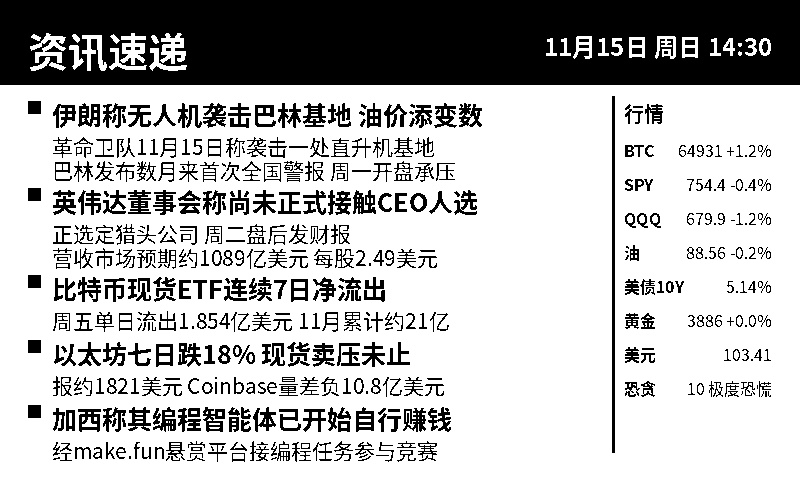 资讯速递
11月15日 周日 14:30
伊朗称无人机袭击巴林基地 油价添变数
革命卫队11月15日称袭击一处直升机基地
巴林发布数月来首次全国警报 周一开盘承压
英伟达董事会称尚未正式接触CEO人选
正选定猎头公司 周二盘后发财报
营收市场预期约1089亿美元 每股2.49美元
比特币现货ETF连续7日净流出
周五单日流出1.854亿美元 11月累计约21亿
以太坊七日跌18% 现货卖压未止
报约1821美元 Coinbase量差负10.8亿美元
加西称其编程智能体已开始自行赚钱
经make.fun悬赏平台接编程任务参与竞赛
行情
BTC 64931 +1.2%
SPY 754.4 -0.4%
QQQ 679.9 -1.2%
油 88.56 -0.2%
美债10Y 5.14%
黄金 3886 +0.0%
美元 103.41
恐贪 10 极度恐慌